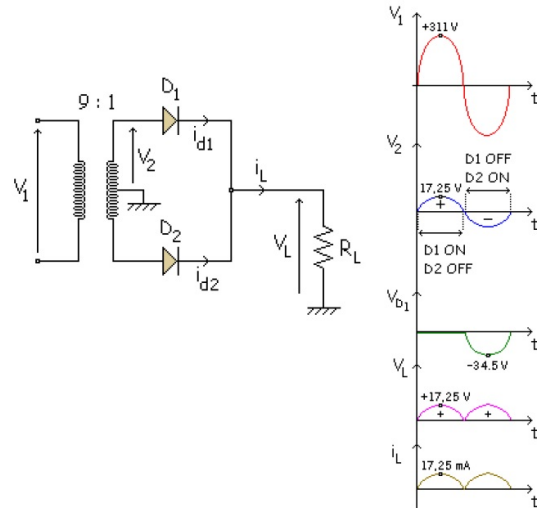 9 : 1
V1
V2
D1
id1
D2
id2
iL
VL
RL
V1
+311 V
t
V2
17,25 V
D1 OFF
D2 ON
+
−
t
D1 ON
D2 OFF
VD1
t
-34.5 V
VL
+17,25 V
+
+
t
iL
17,25 mA
t